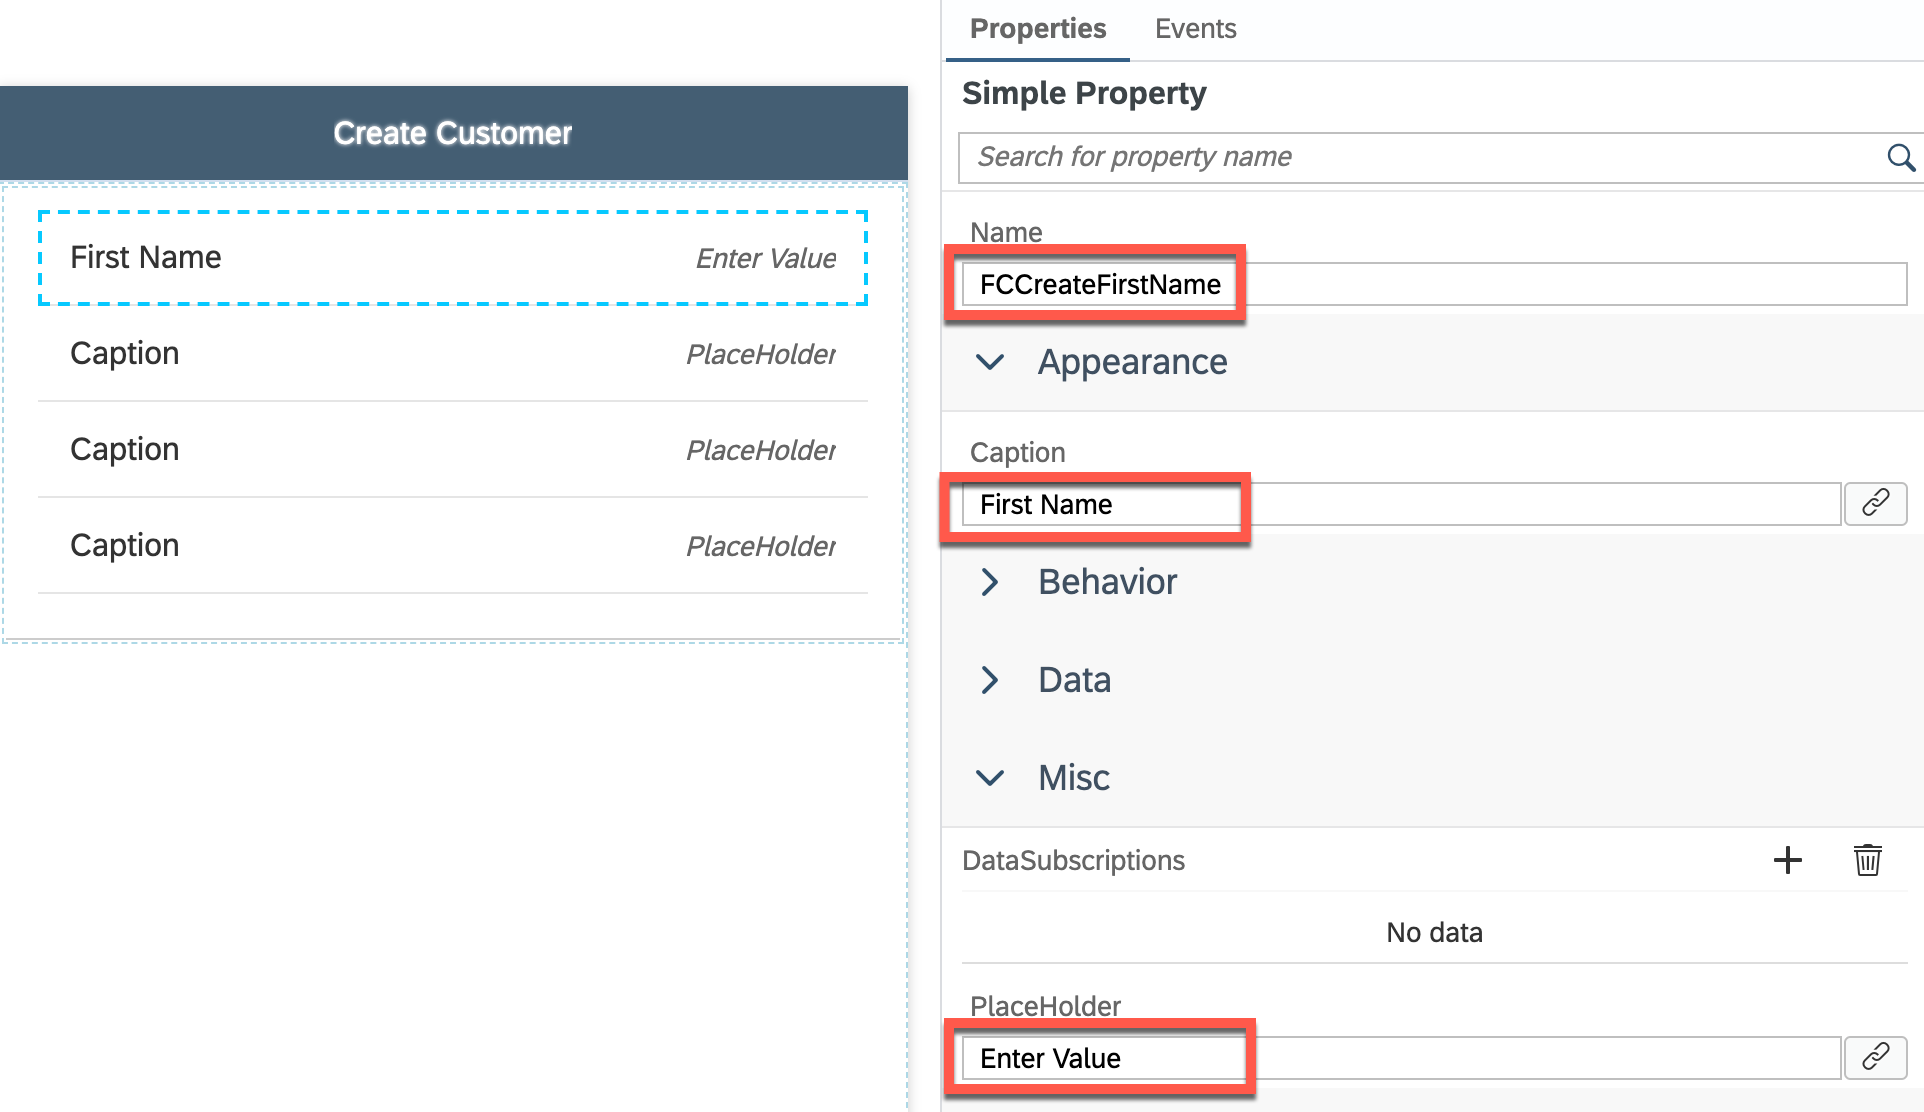 Create Customer
First Name Enter Value
Caption PlaceHolder
Caption PlaceHolder
Caption PlaceHolder
Properties Events
Simple Property
Search for property name
Name
FCCreateFirstName
Appearance
Caption
First Name
Behavior
Data
Misc
DataSubscriptions
No data
PlaceHolder
Enter Value